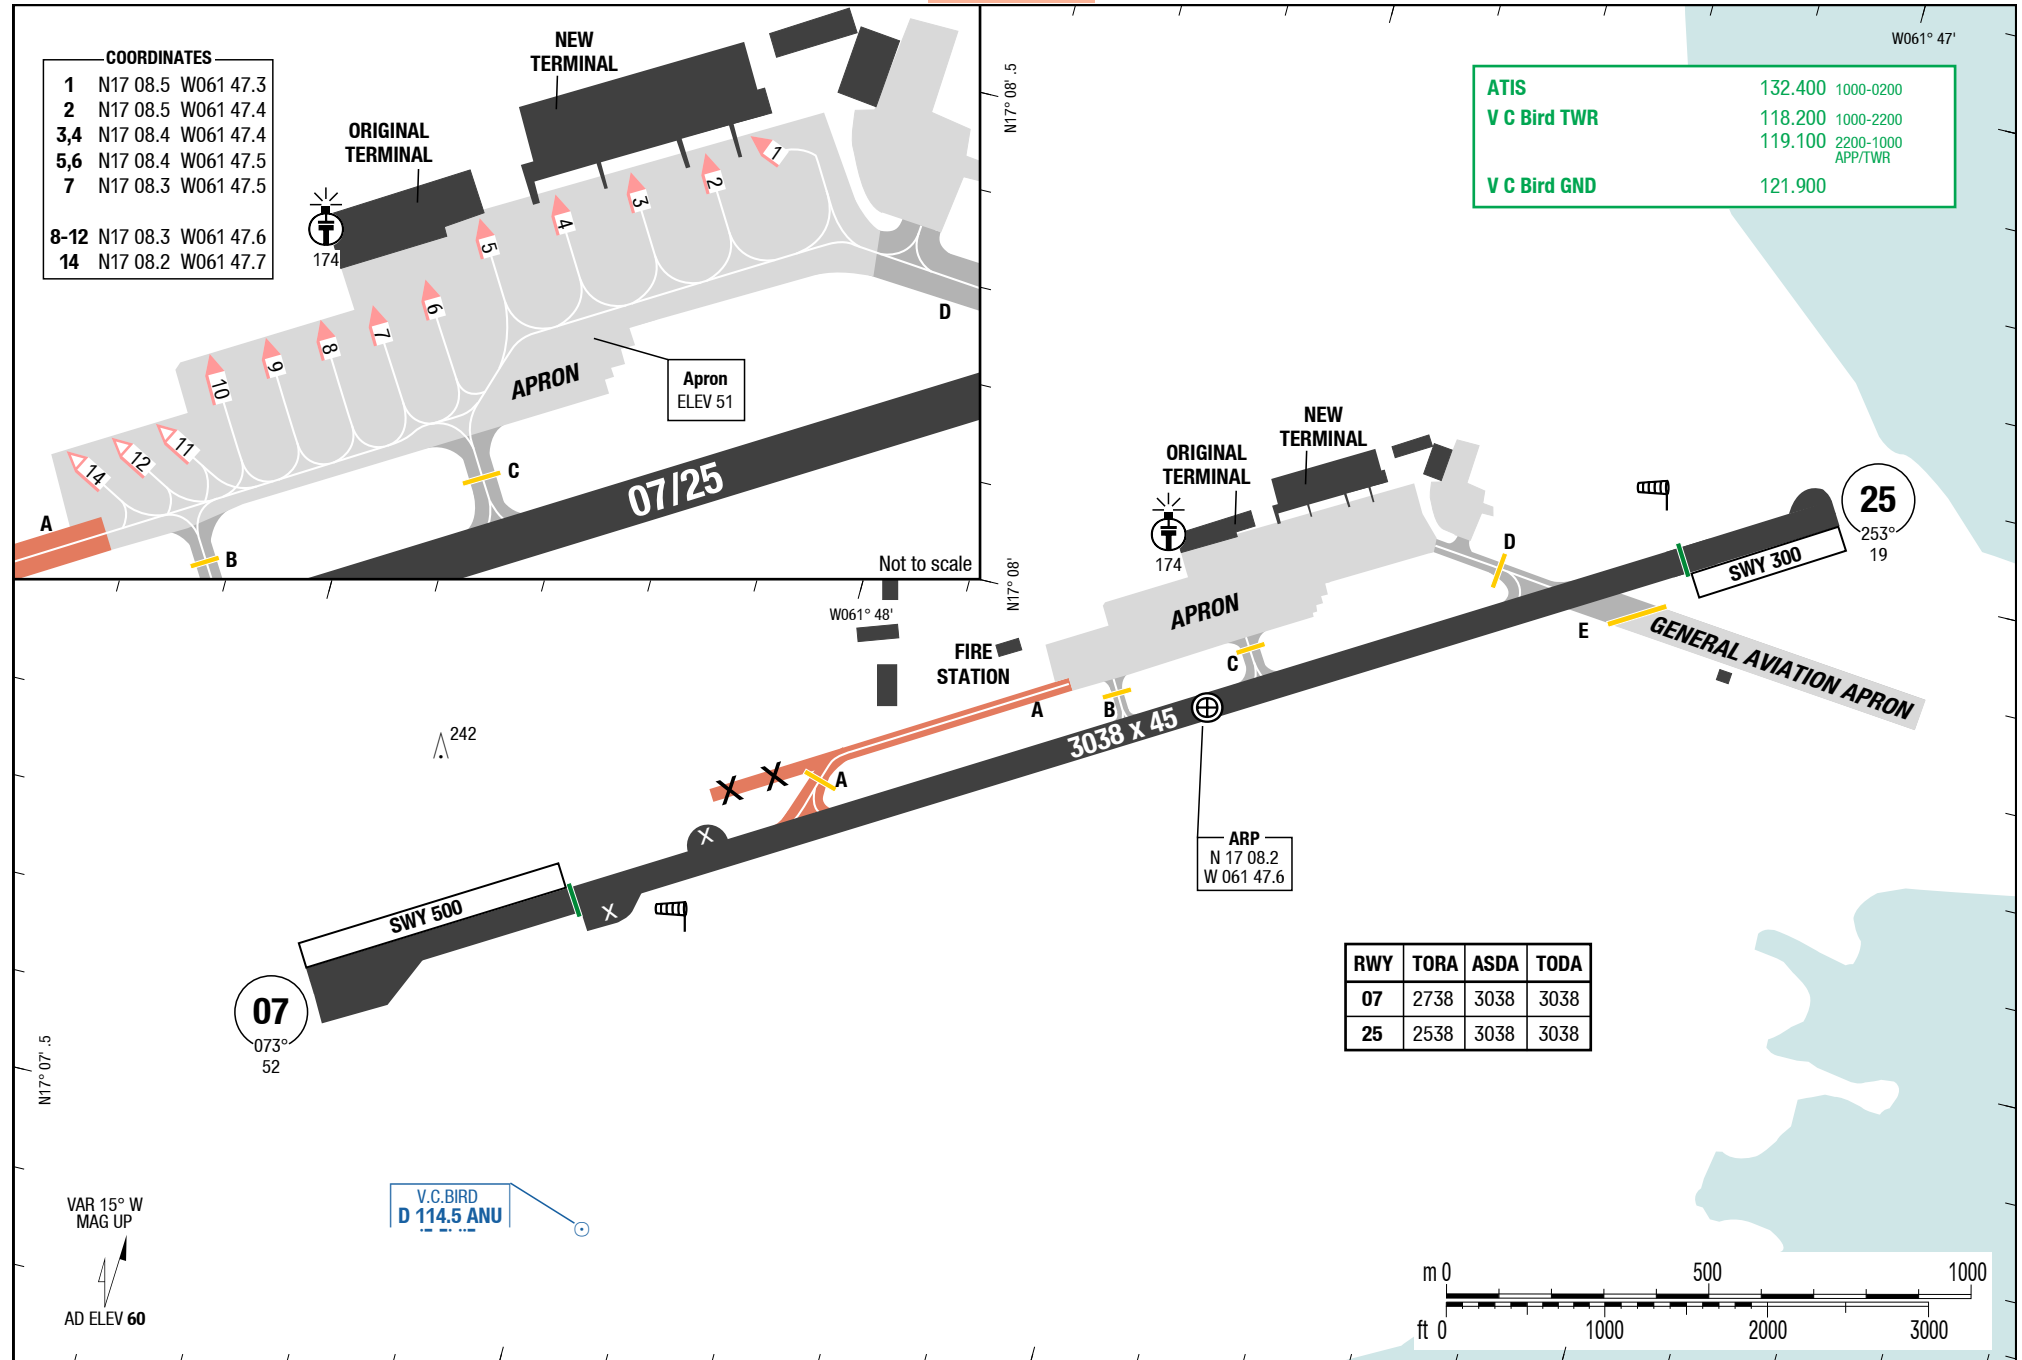 COORDINATES
1 N17 08.5 W061 47.3
2 N17 08.5 W061 47.4
3,4 N17 08.4 W061 47.4
5,6 N17 08.4 W061 47.5
7 N17 08.3 W061 47.5
8-12 N17 08.3 W061 47.6
14 N17 08.2 W061 47.7
NEW
TERMINAL
ORIGINAL
TERMINAL
174
1
2
3
4
5
6
7
8
9
10
11
12
14
APRON
Apron
ELEV 51
A
B
C
D
07/25
Not to scale
N17° 08' .5
N17° 08'
W061° 47'
ATIS 132.400 1000-0200
V C Bird TWR 118.200 1000-2200
119.100 2200-1000
APP/TWR
V C Bird GND 121.900
NEW
TERMINAL
ORIGINAL
TERMINAL
174
25
253°
19
SWY 300
D
APRON
E
GENERAL AVIATION APRON
W061° 48'
FIRE
STATION
C
A
B
3038 x 45
242
X X
A
X
X
ARP
N 17 08.2
W 061 47.6
SWY 500
07
073°
52
N17° 07' .5
RWY TORA ASDA TODA
07 2738 3038 3038
25 2538 3038 3038
V.C.BIRD
D 114.5 ANU
VAR 15° W
MAG UP
AD ELEV 60
m 0 500 1000
ft 0 1000 2000 3000